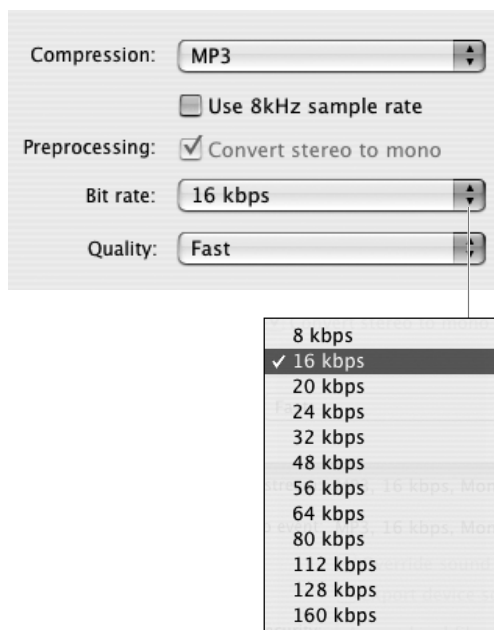 Compression: MP3
Use 8kHz sample rate
Preprocessing: Convert stereo to mono
Bit rate: 16 kbps
Quality: Fast
8 kbps
16 kbps
20 kbps
24 kbps
32 kbps
48 kbps
56 kbps
64 kbps
80 kbps
112 kbps
128 kbps
160 kbps